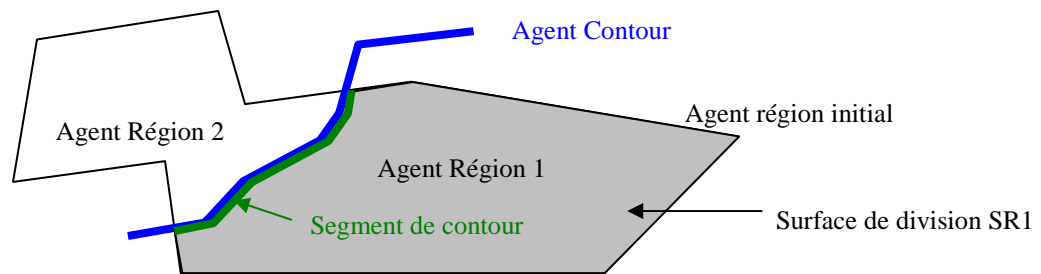 Agent Contour
Agent région initial
Agent Région 2
Agent Région 1
Segment de contour
Surface de division SR1